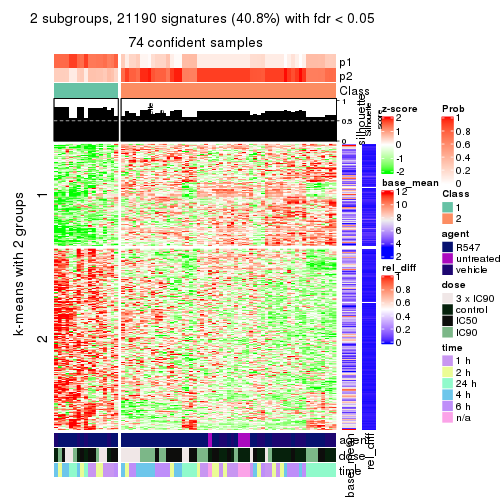 2 subgroups, 21190 signatures (40.8%) with fdr < 0.05
74 confident samples
p1
p2
Class
silhouette
1
0.5
0
k-means with 2 groups
1
2
agent
dose
time
base_mean
rel_diff
z-score
2
1
0
-1
-2
base_mean
12
10
8
6
4
2
rel_diff
1
0.8
0.6
0.4
0.2
0
Prob
1
0.8
0.6
0.4
0.2
0
Class
1
2
agent
R547
untreated
vehicle
dose
3 x IC90
control
IC50
IC90
time
1 h
2 h
24 h
4 h
6 h
n/a